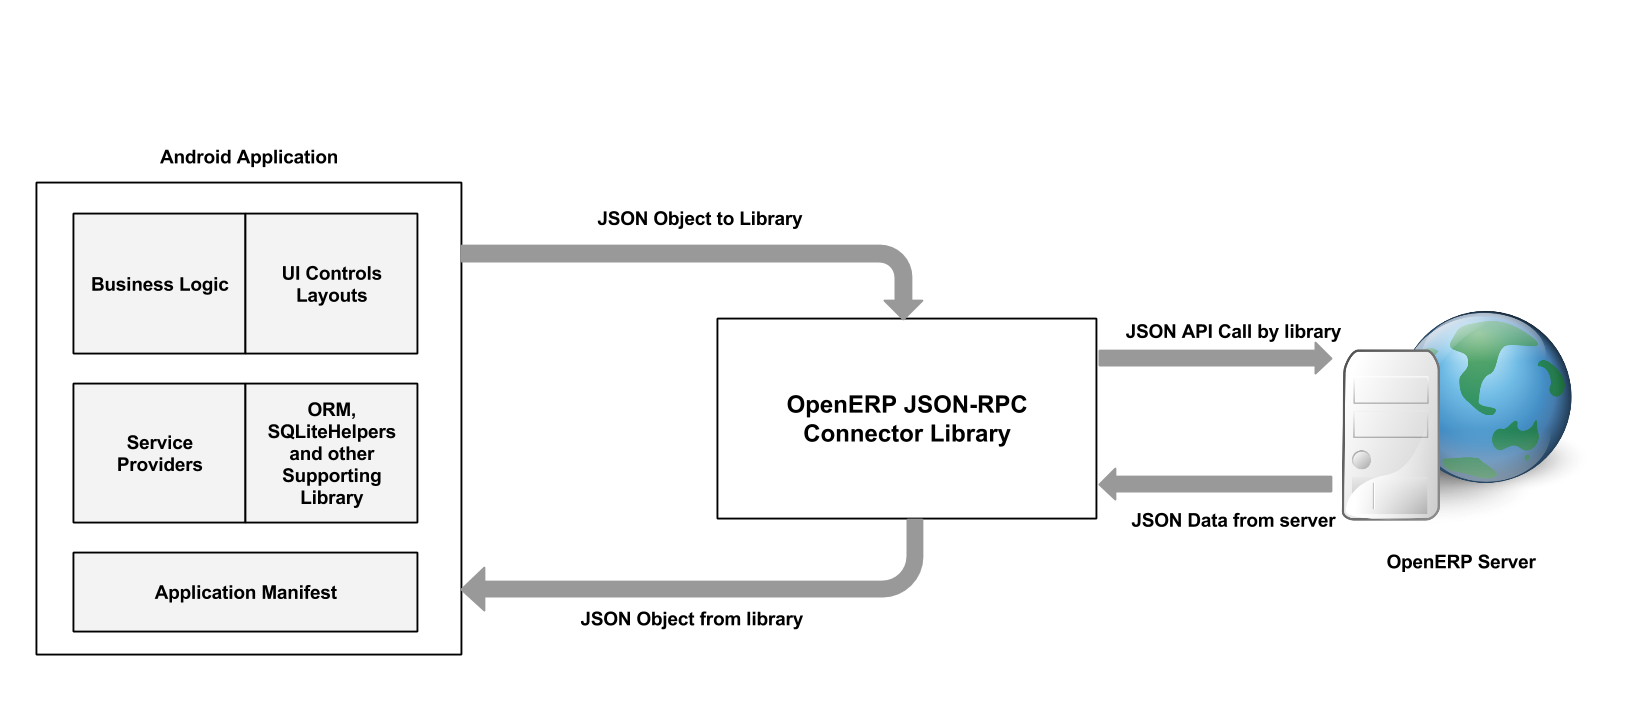 Android Application
Business Logic
UI Controls
Layouts
Service
Providers
ORM,
SQLiteHelpers
and other
Supporting
Library
Application Manifest
JSON Object to Library
OpenERP JSON-RPC
Connector Library
JSON Object from library
JSON API Call by library
JSON Data from server
OpenERP Server